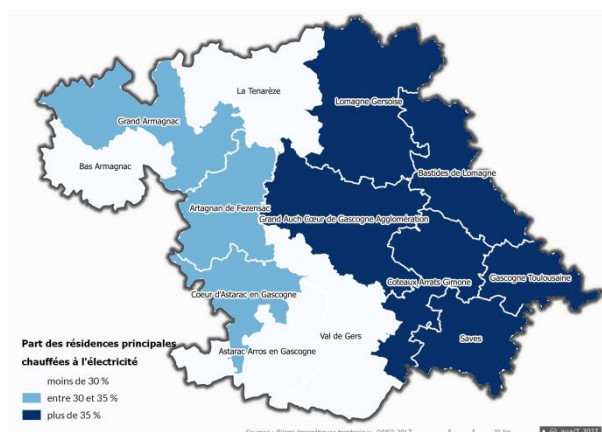 La Tenarèze
Lomagne Gersoise
Grand Armagnac
Bas Armagnac
Bastides de Lomagne
Artagnan de Fezensac
Grand Auch Cœur de Gascogne Agglomération
Coteaux Arrats Gimone
Gascogne Toulousaine
Coeur d'Astarac en Gascogne
Val de Gers
Saves
Astarac Arros en Gascogne
Part des résidences principales
chauffées à l'électricité
moins de 30 %
entre 30 et 35 %
plus de 35 %